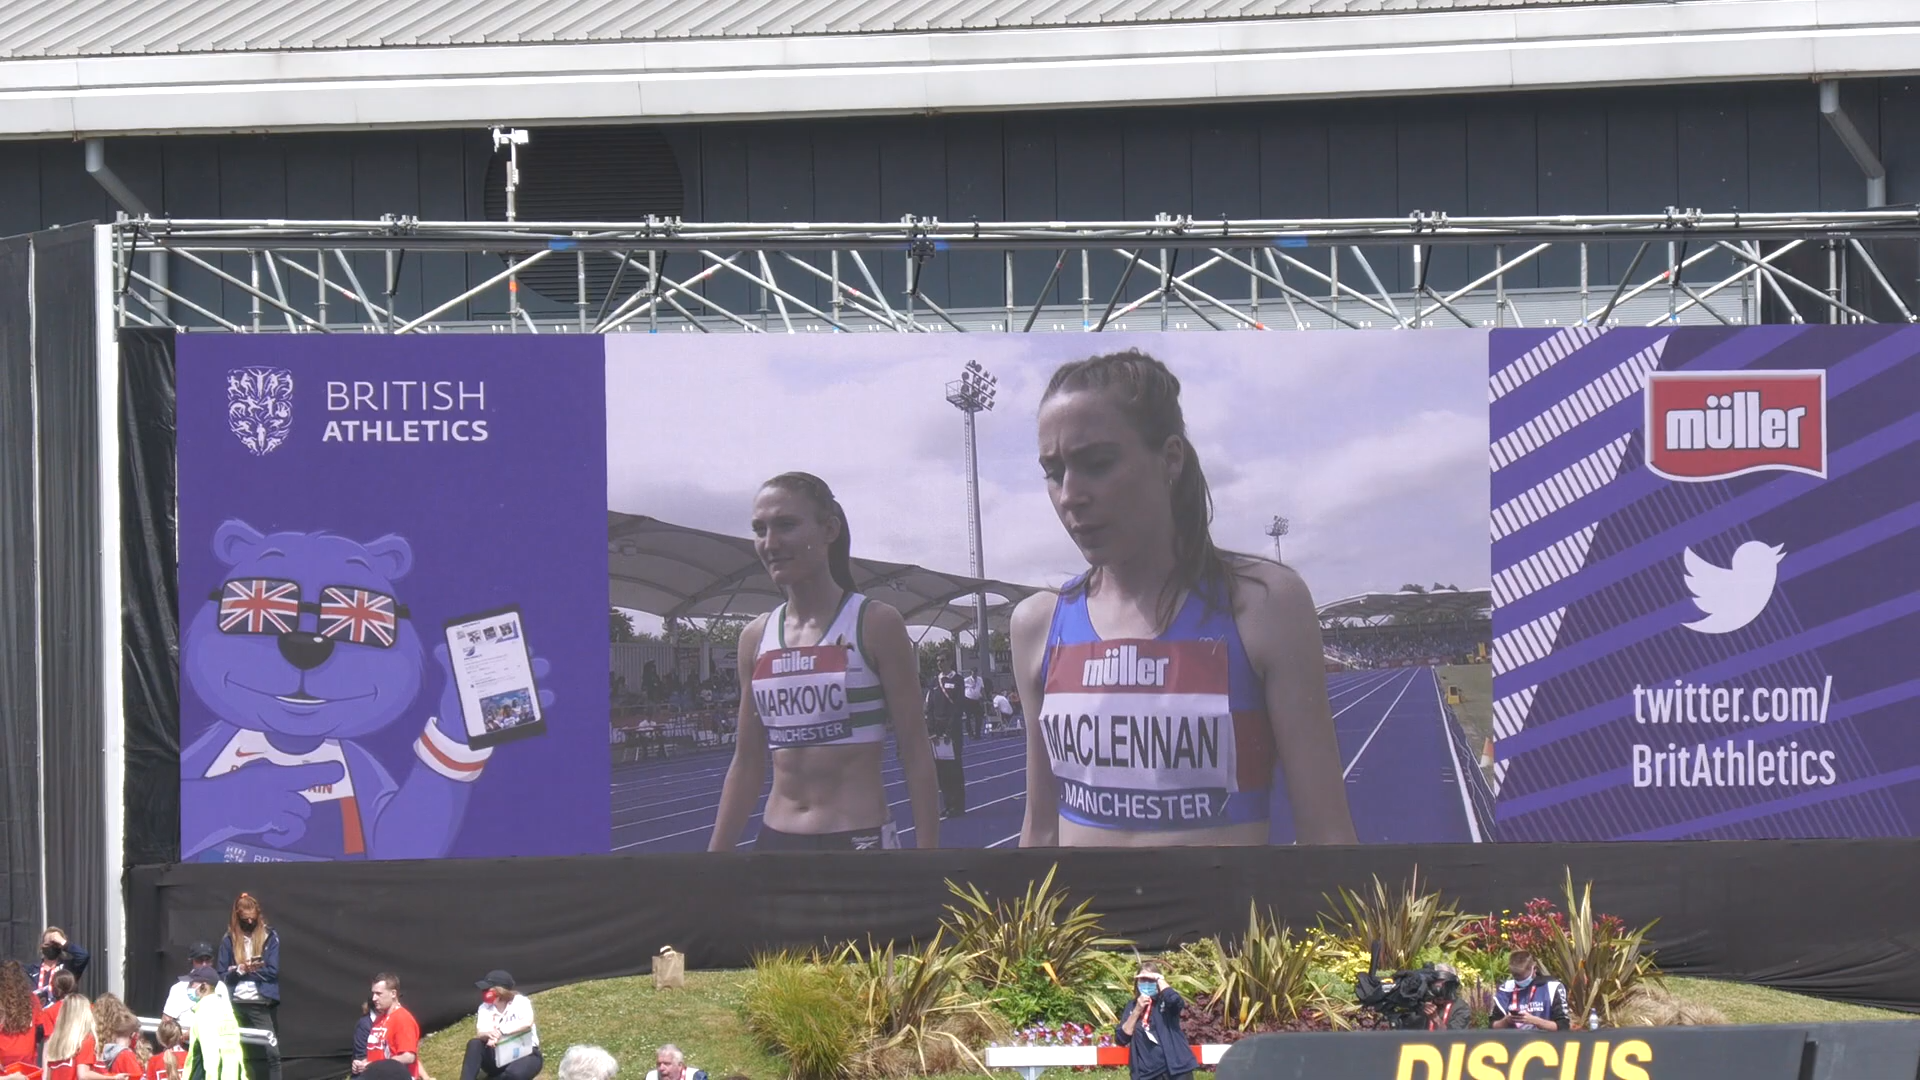 BRITISH
ATHLETICS
müller
MARKOVC
MANCHESTER
müller
MACLENNAN
MANCHESTER
müller
twitter.com/
BritAthletics
DISCUS